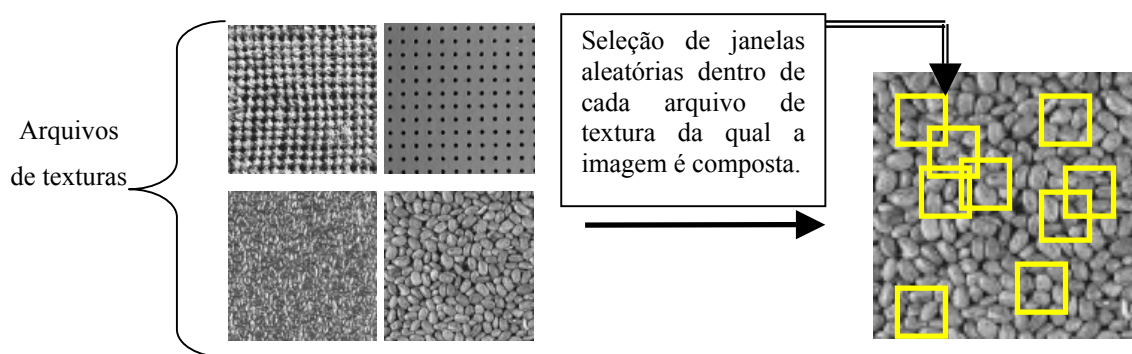 Arquivos
de texturas
Seleção de janelas
aleatórias dentro de
cada arquivo de
textura da qual a
imagem é composta.